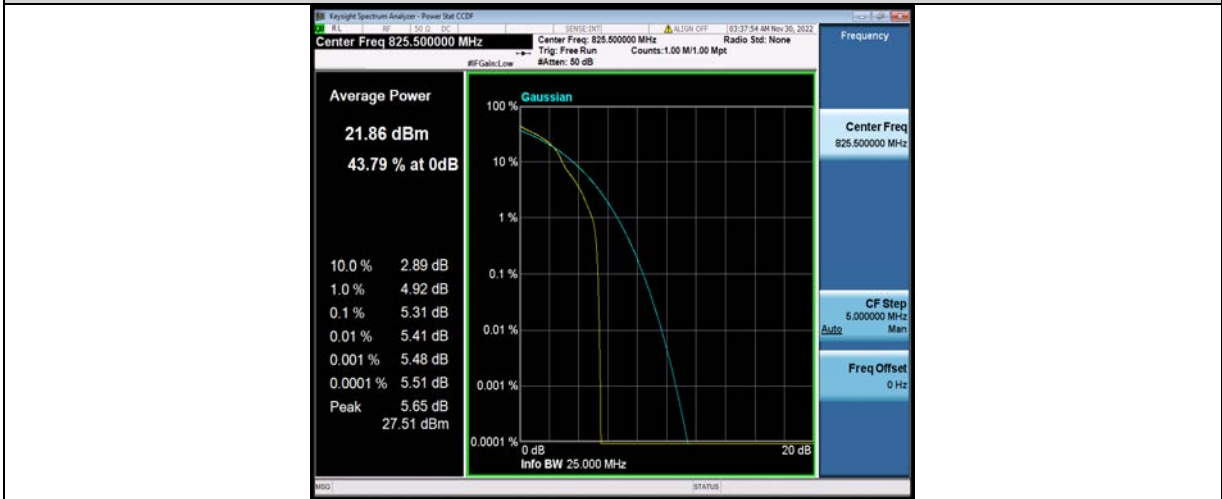 Keysight Spectrum Analyzer - Power Stat CCDF
RL RF 50 Ω DC SENSE:INT ALIGN OFF 03:37:54 AM Nov 30, 2022
Center Freq 825.500000 MHz
Center Freq: 825.500000 MHz Radio Std: None
Trig: Free Run Counts:1.00 M/1.00 Mpt
#IFGain:Low #Atten: 50 dB
Frequency
Average Power
21.86 dBm
43.79 % at 0dB
10.0 % 2.89 dB
1.0 % 4.92 dB
0.1 % 5.31 dB
0.01 % 5.41 dB
0.001 % 5.48 dB
0.0001 % 5.51 dB
Peak 5.65 dB
27.51 dBm
Gaussian
100 %
10 %
1 %
0.1 %
0.01 %
0.001 %
0.0001 %
0 dB 20 dB
Info BW 25.000 MHz
Center Freq
825.500000 MHz
CF Step
5.000000 MHz
Auto Man
Freq Offset
0 Hz
MSG STATUS